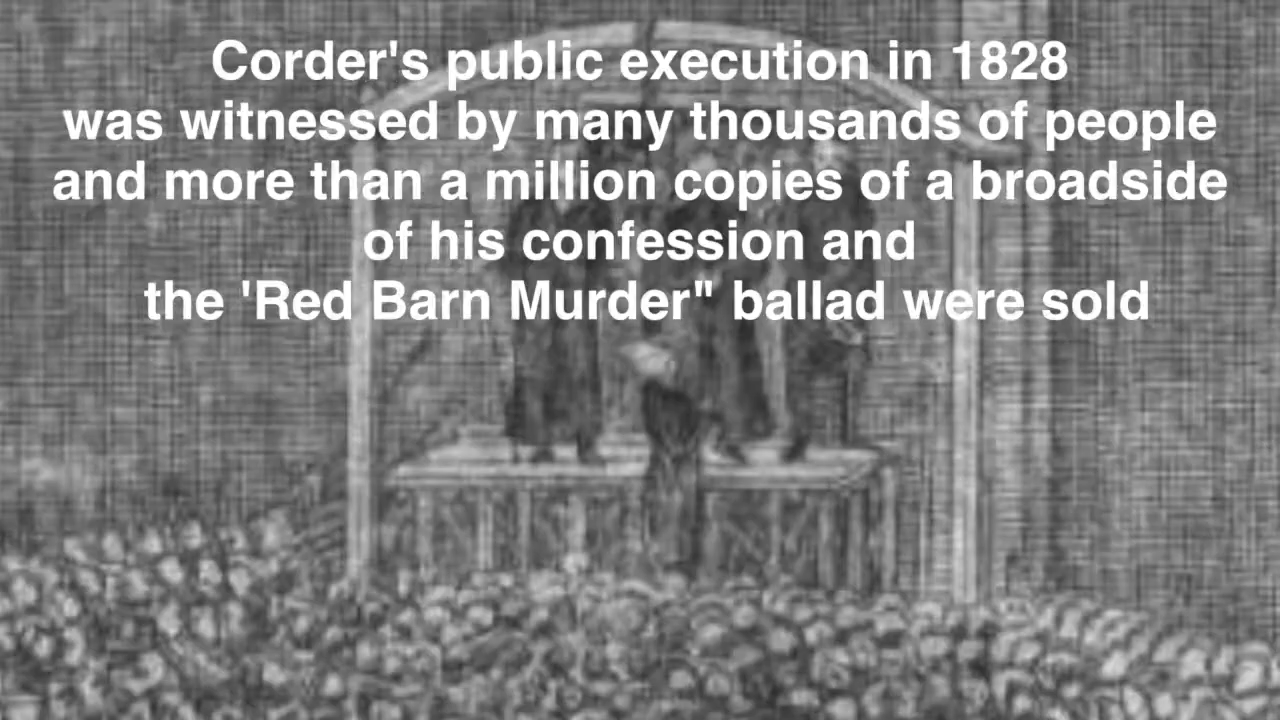 Corder's public execution in 1828
was witnessed by many thousands of people
and more than a million copies of a broadside
of his confession and
the 'Red Barn Murder" ballad were sold